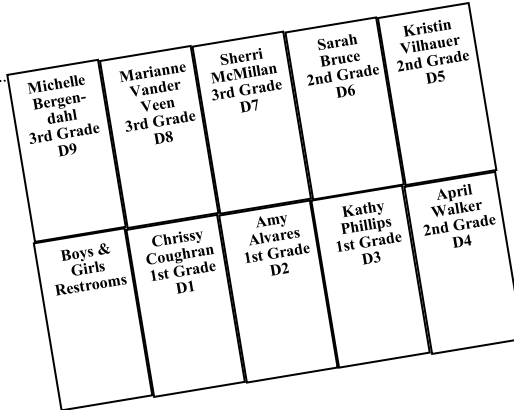 Michelle
Bergen-
dahl
3rd Grade
D9
Marianne
Vander
Veen
3rd Grade
D8
Sherri
McMillan
3rd Grade
D7
Sarah
Bruce
2nd Grade
D6
Kristin
Vilhauer
2nd Grade
D5
Boys &
Girls
Restrooms
Chrissy
Coughran
1st Grade
D1
Amy
Alvares
1st Grade
D2
Kathy
Phillips
1st Grade
D3
April
Walker
2nd Grade
D4